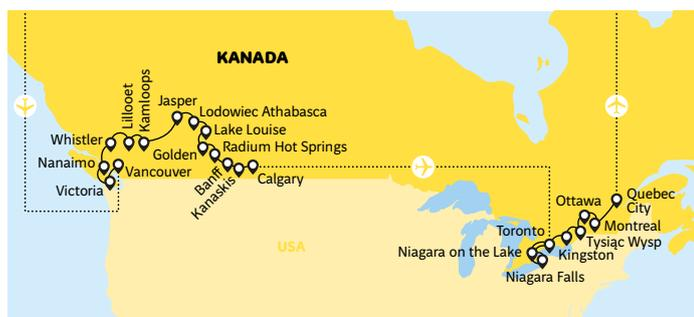 KANADA
Lillooet
Kamloops
Jasper
Lodowiec Athabasca
Whistler
Lake Louise
Golden
Radium Hot Springs
Nanaimo
Vancouver
Banff
Kanaskis
Calgary
Victoria
Ottawa
Quebec
City
Toronto
Montreal
USA
Tysiąc Wysp
Niagara on the Lake
Kingston
Niagara Falls